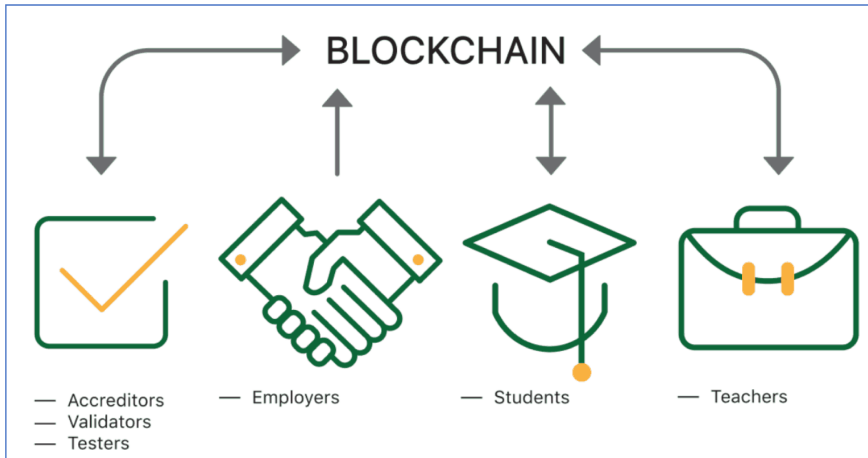 BLOCKCHAIN
— Accreditors
— Validators
— Testers
— Employers
— Students
— Teachers